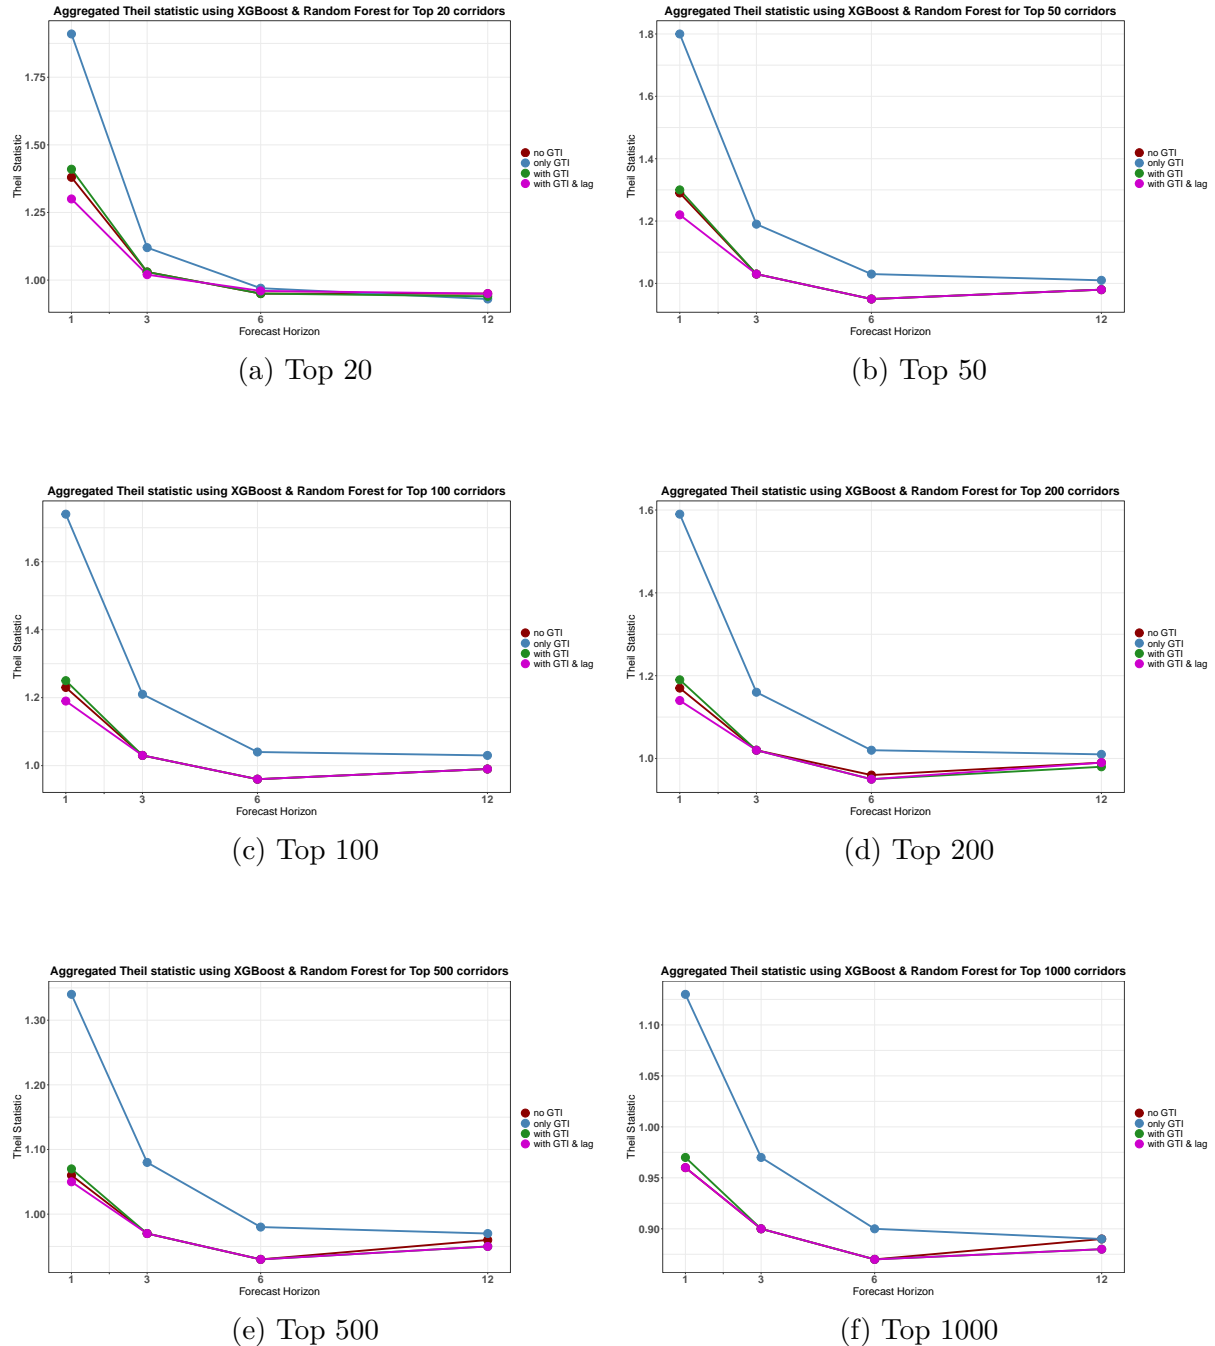 Aggregated Theil statistic using XGBoost & Random Forest for Top 20 corridors
Theil Statistic
1.75
1.50
1.25
1.00
1
3
6
12
Forecast Horizon
no GTI
only GTI
with GTI
with GTI & lag
(a) Top 20
Aggregated Theil statistic using XGBoost & Random Forest for Top 50 corridors
Theil Statistic
1.8
1.6
1.4
1.2
1.0
1
3
6
12
Forecast Horizon
no GTI
only GTI
with GTI
with GTI & lag
(b) Top 50
Aggregated Theil statistic using XGBoost & Random Forest for Top 100 corridors
Theil Statistic
1.6
1.4
1.2
1.0
1
3
6
12
Forecast Horizon
no GTI
only GTI
with GTI
with GTI & lag
(c) Top 100
Aggregated Theil statistic using XGBoost & Random Forest for Top 200 corridors
Theil Statistic
1.6
1.4
1.2
1.0
1
3
6
12
Forecast Horizon
no GTI
only GTI
with GTI
with GTI & lag
(d) Top 200
Aggregated Theil statistic using XGBoost & Random Forest for Top 500 corridors
Theil Statistic
1.30
1.20
1.10
1.00
1
3
6
12
Forecast Horizon
no GTI
only GTI
with GTI
with GTI & lag
(e) Top 500
Aggregated Theil statistic using XGBoost & Random Forest for Top 1000 corridors
Theil Statistic
1.10
1.05
1.00
0.95
0.90
1
3
6
12
Forecast Horizon
no GTI
only GTI
with GTI
with GTI & lag
(f) Top 1000